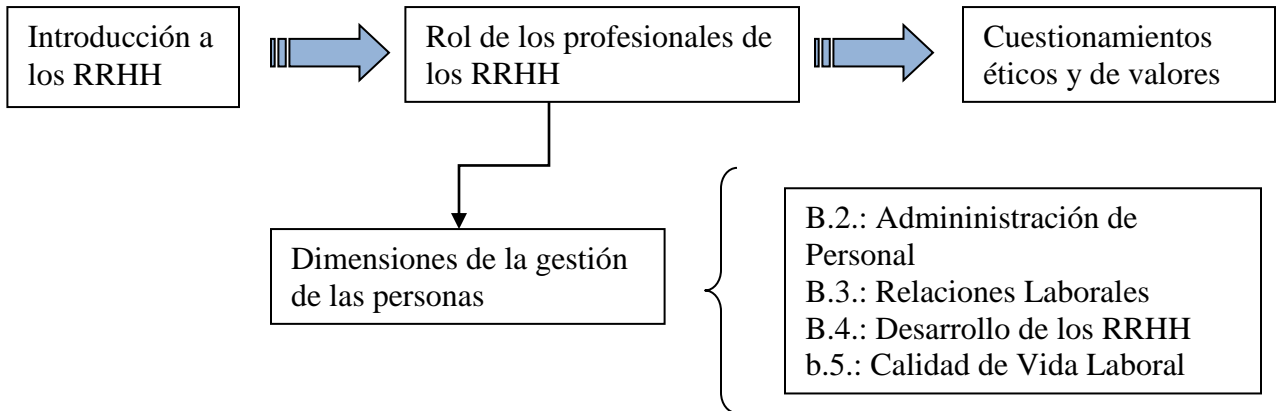 Introducción a
los RRHH
Rol de los profesionales de
los RRHH
Cuestionamientos
éticos y de valores
Dimensiones de la gestión
de las personas
B.2.: Admininistración de
Personal
B.3.: Relaciones Laborales
B.4.: Desarrollo de los RRHH
b.5.: Calidad de Vida Laboral